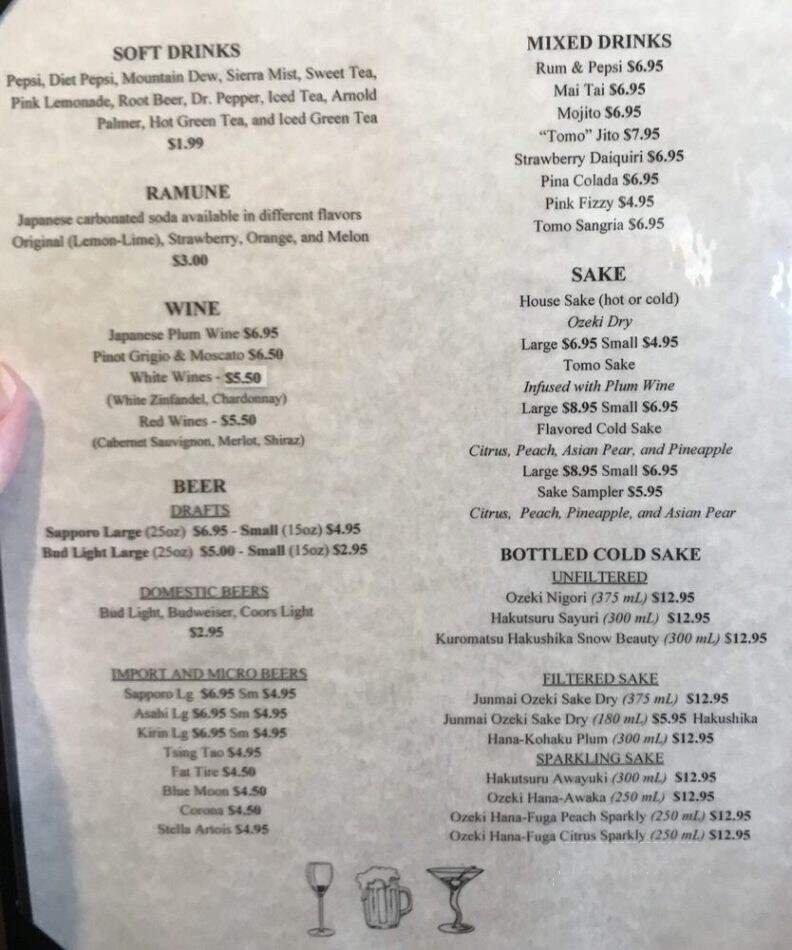 SOFT DRINKS
Pepsi, Diet Pepsi, Mountain Dew, Sierra Mist, Sweet Tea,
Pink Lemonade, Root Beer, Dr. Pepper, Iced Tea, Arnold
Palmer, Hot Green Tea, and Iced Green Tea
$1.99
RAMUNE
Japanese carbonated soda available in different flavors
Original (Lemon-Lime), Strawberry, Orange, and Melon
$3.00
WINE
Japanese Plum Wine $6.95
Pinot Grigio & Moscato $6.50
White Wines - $5.50
(White Zinfandel, Chardonnay)
Red Wines - $5.50
(Cabernet Sauvignon, Merlot, Shiraz)
BEER
DRAFTS
Sapporo Large (25oz) $6.95 - Small (15oz) $4.95
Bud Light Large (25oz) $5.00 - Small (15oz) $2.95
DOMESTIC BEERS
Bud Light, Budweiser, Coors Light
$2.95
IMPORT AND MICRO BEERS
Sapporo Lg $6.95 Sm $4.95
Asahi Lg $6.95 Sm $4.95
Kirin Lg $6.95 Sm $4.95
Tsing Tao $4.95
Fat Tire $4.50
Blue Moon $4.50
Corona $4.50
Stella Artois $4.95
MIXED DRINKS
Rum & Pepsi $6.95
Mai Tai $6.95
Mojito $6.95
“Tomo” Jito $7.95
Strawberry Daiquiri $6.95
Pina Colada $6.95
Pink Fizzy $4.95
Tomo Sangria $6.95
SAKE
House Sake (hot or cold)
Ozeki Dry
Large $6.95 Small $4.95
Tomo Sake
Infused with Plum Wine
Large $8.95 Small $6.95
Flavored Cold Sake
Citrus, Peach, Asian Pear, and Pineapple
Large $8.95 Small $6.95
Sake Sampler $5.95
Citrus, Peach, Pineapple, and Asian Pear
BOTTLED COLD SAKE
UNFILTERED
Ozeki Nigori (375 mL) $12.95
Hakutsuru Sayuri (300 mL) $12.95
Kuromatsu Hakushika Snow Beauty (300 mL) $12.95
FILTERED SAKE
Junmai Ozeki Sake Dry (375 mL) $12.95
Junmai Ozeki Sake Dry (180 mL) $5.95 Hakushika
Hana-Kohaku Plum (300 mL) $12.95
SPARKLING SAKE
Hakutsuru Awayuki (300 mL) $12.95
Ozeki Hana-Awaka (250 mL) $12.95
Ozeki Hana-Fuga Peach Sparkly (250 mL) $12.95
Ozeki Hana-Fuga Citrus Sparkly (250 mL) $12.95